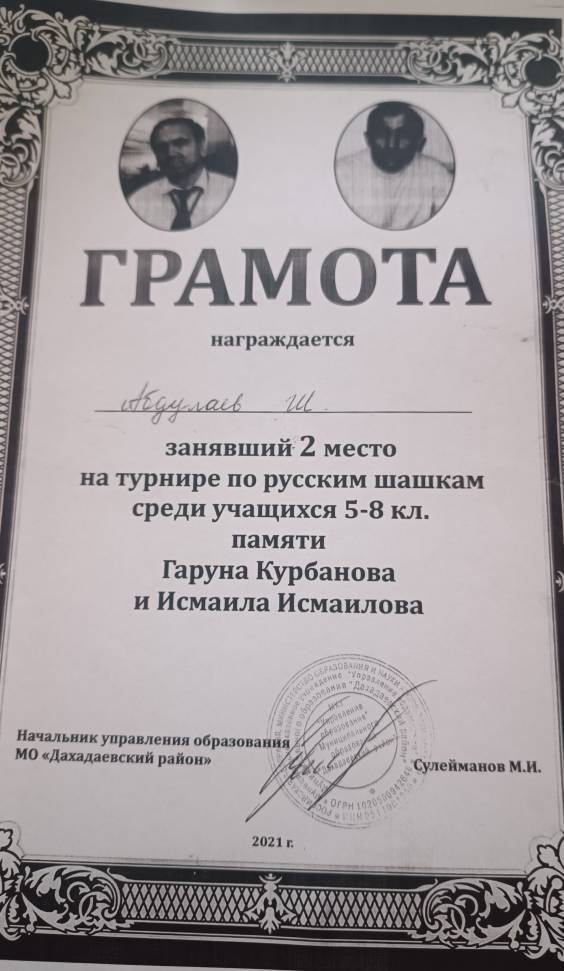 ГРАМОТА
награждается
Абдулаев Ш.
занявший 2 место
на турнире по русским шашкам
среди учащихся 5-8 кл.
памяти
Гаруна Курбанова
и Исмаила Исмаилова
Начальник управления образования
МО «Дахадаевский район»
Сулейманов М.И.
2021 г.